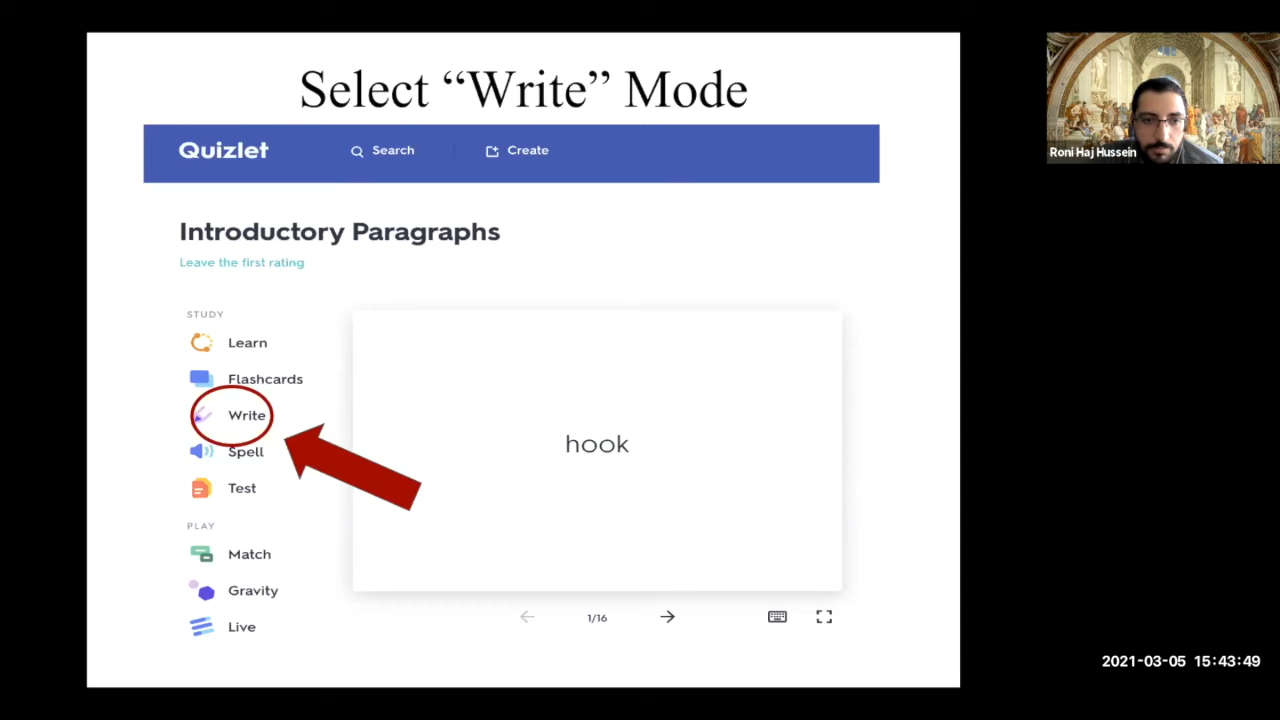 Select “Write” Mode
Quizlet
Search
Create
Introductory Paragraphs
Leave the first rating
STUDY
Learn
Flashcards
Write
Spell
Test
PLAY
Match
Gravity
Live
hook
1/16
Roni Haj Hussein
2021-03-05 15:43:49